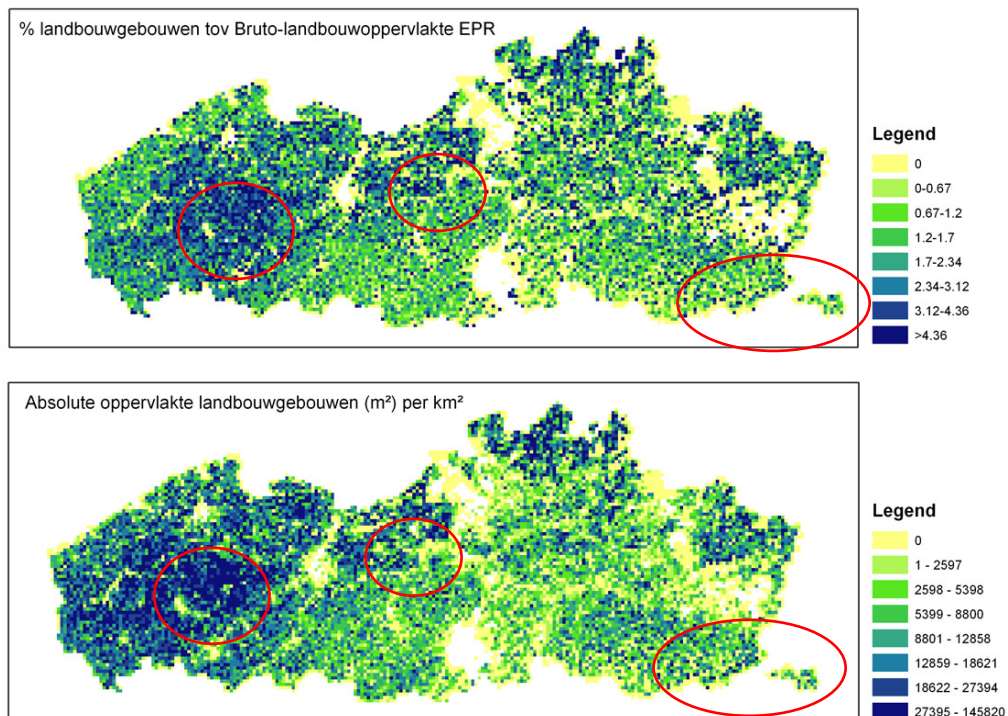 % landbouwgebouwen tov Bruto-landbouwoppervlakte EPR
Legend
0
0-0.67
0.67-1.2
1.2-1.7
1.7-2.34
2.34-3.12
3.12-4.36
>4.36
Absolute oppervlakte landbouwgebouwen (m²) per km²
Legend
0
1 - 2597
2598 - 5398
5399 - 8800
8801 - 12858
12859 - 18621
18622 - 27394
27395 - 145820